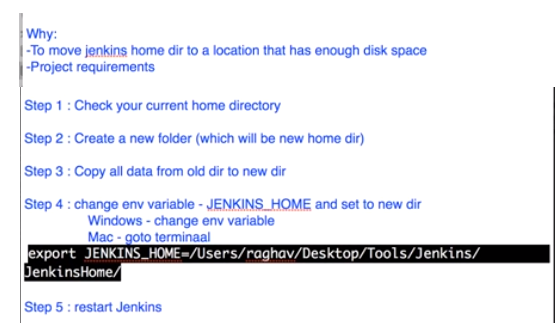 Why:
-To move jenkins home dir to a location that has enough disk space
-Project requirements
Step 1 : Check your current home directory
Step 2 : Create a new folder (which will be new home dir)
Step 3 : Copy all data from old dir to new dir
Step 4 : change env variable - JENKINS_HOME and set to new dir
Windows - change env variable
Mac - goto terminaal
export JENKINS_HOME=/Users/raghav/Desktop/Tools/Jenkins/
JenkinsHome/
Step 5 : restart Jenkins